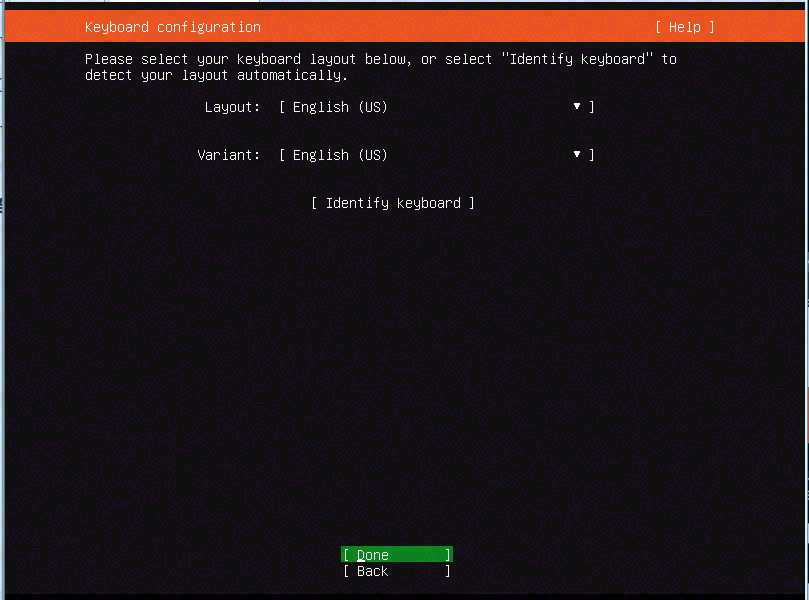 Keyboard configuration [ Help ]
Please select your keyboard layout below, or select "Identify keyboard" to
detect your layout automatically.
Layout: [ English (US) ▼ ]
Variant: [ English (US) ▼ ]
[ Identify keyboard ]
[ Done ]
[ Back ]